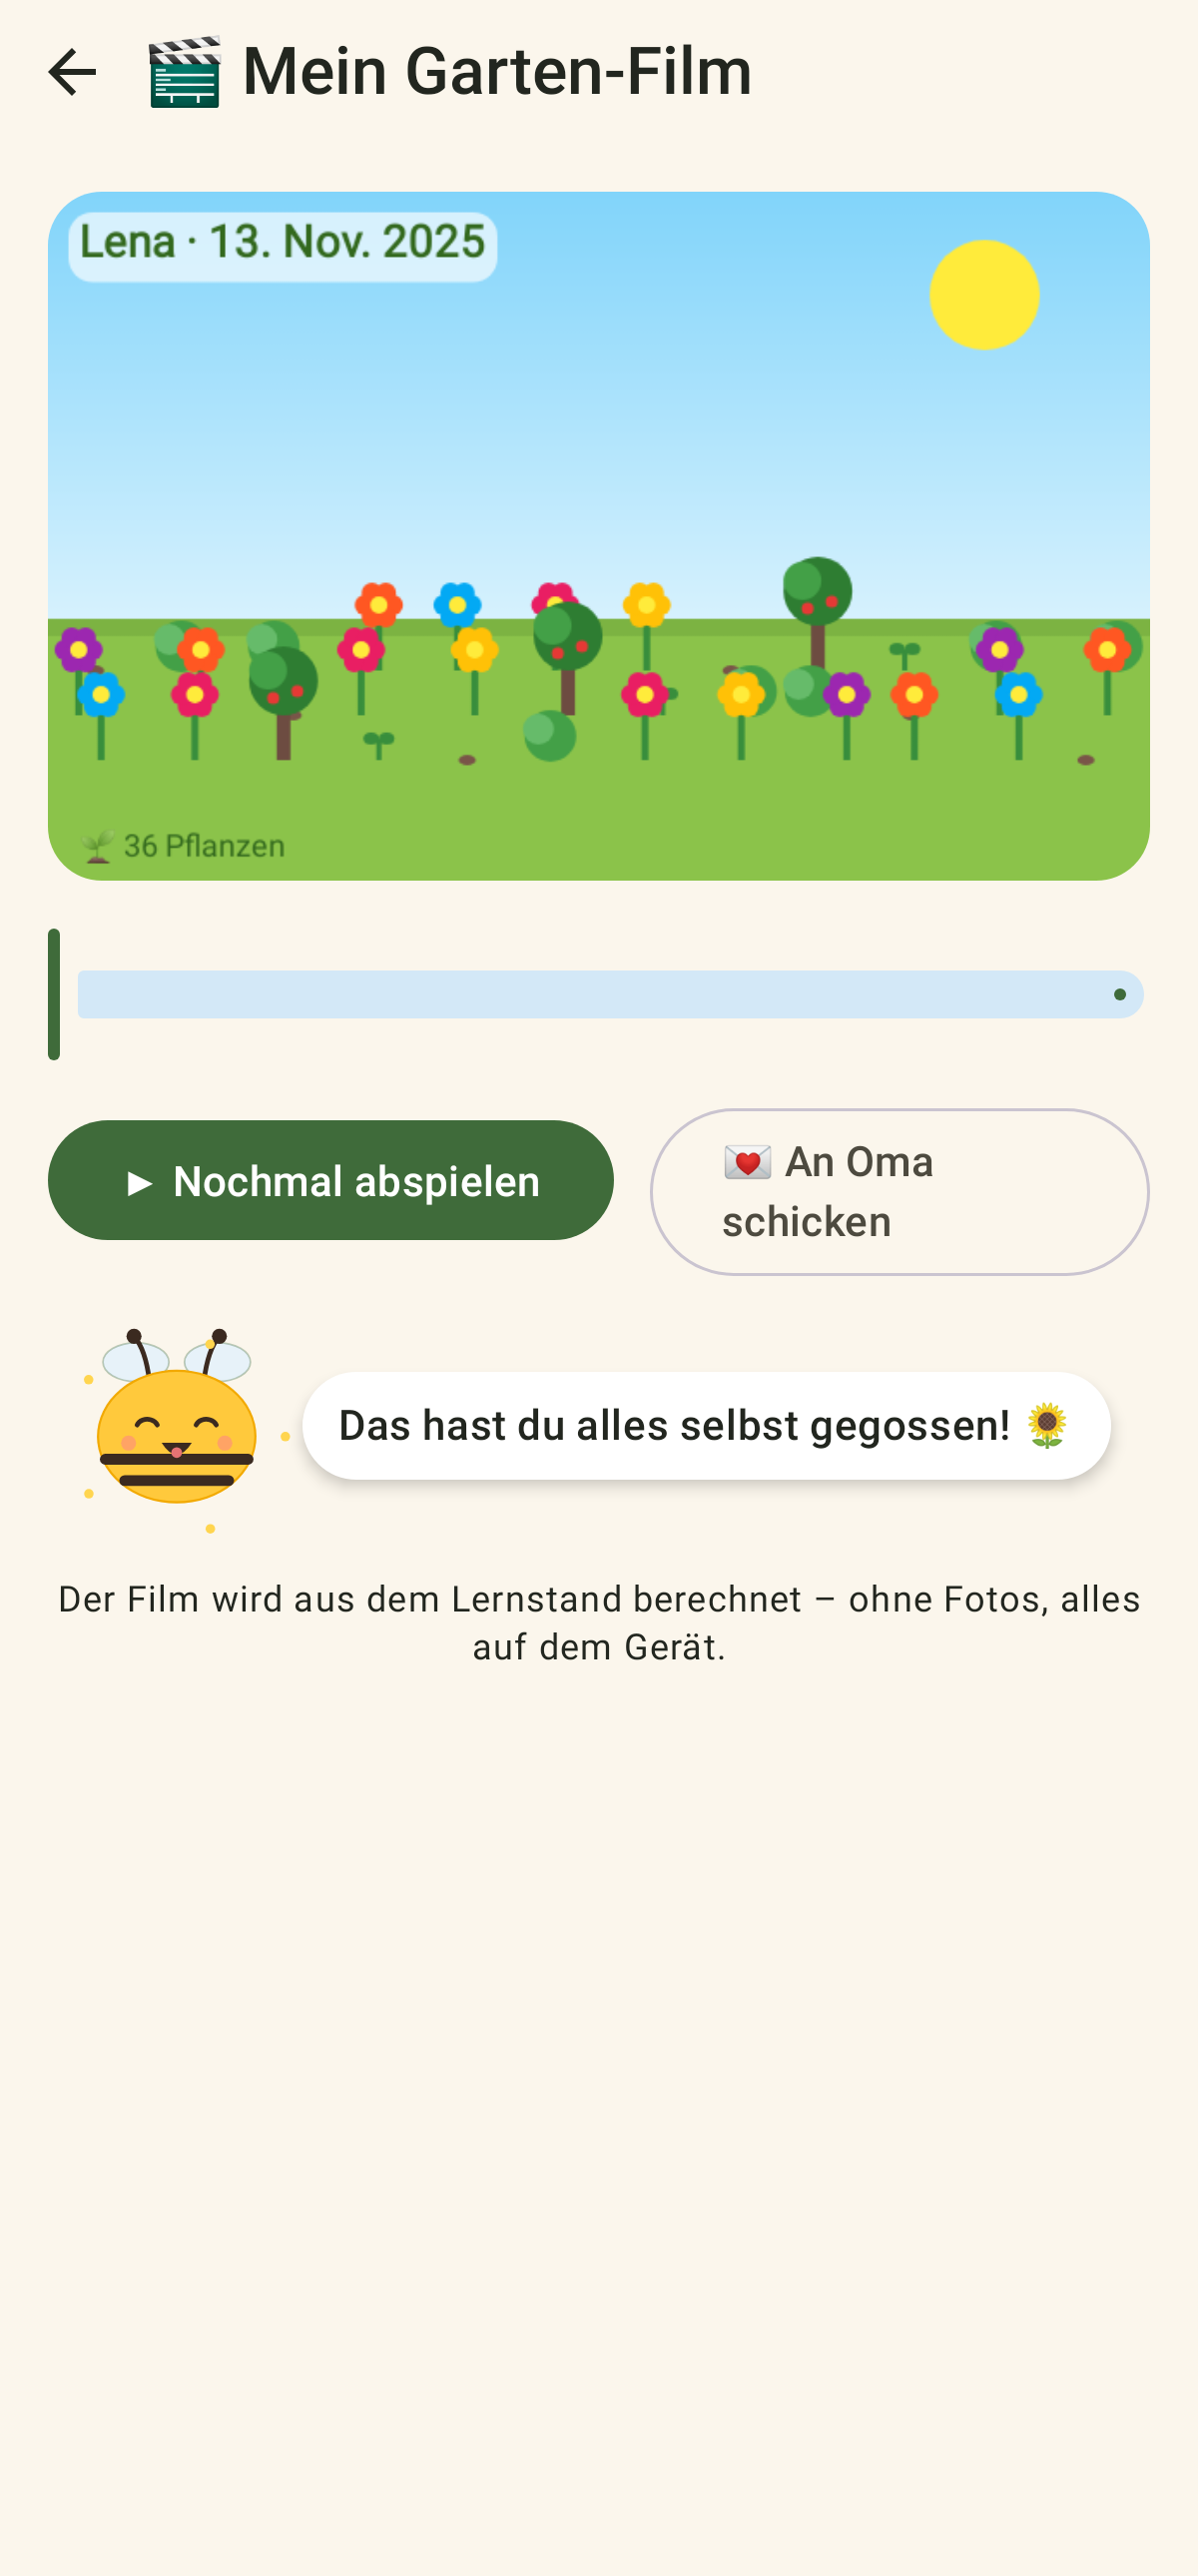 🎬 Mein Garten-Film
Lena · 13. Nov. 2025
🌱 36 Pflanzen
► Nochmal abspielen
💌 An Oma
schicken
Das hast du alles selbst gegossen! 🌻
Der Film wird aus dem Lernstand berechnet – ohne Fotos, alles
auf dem Gerät.